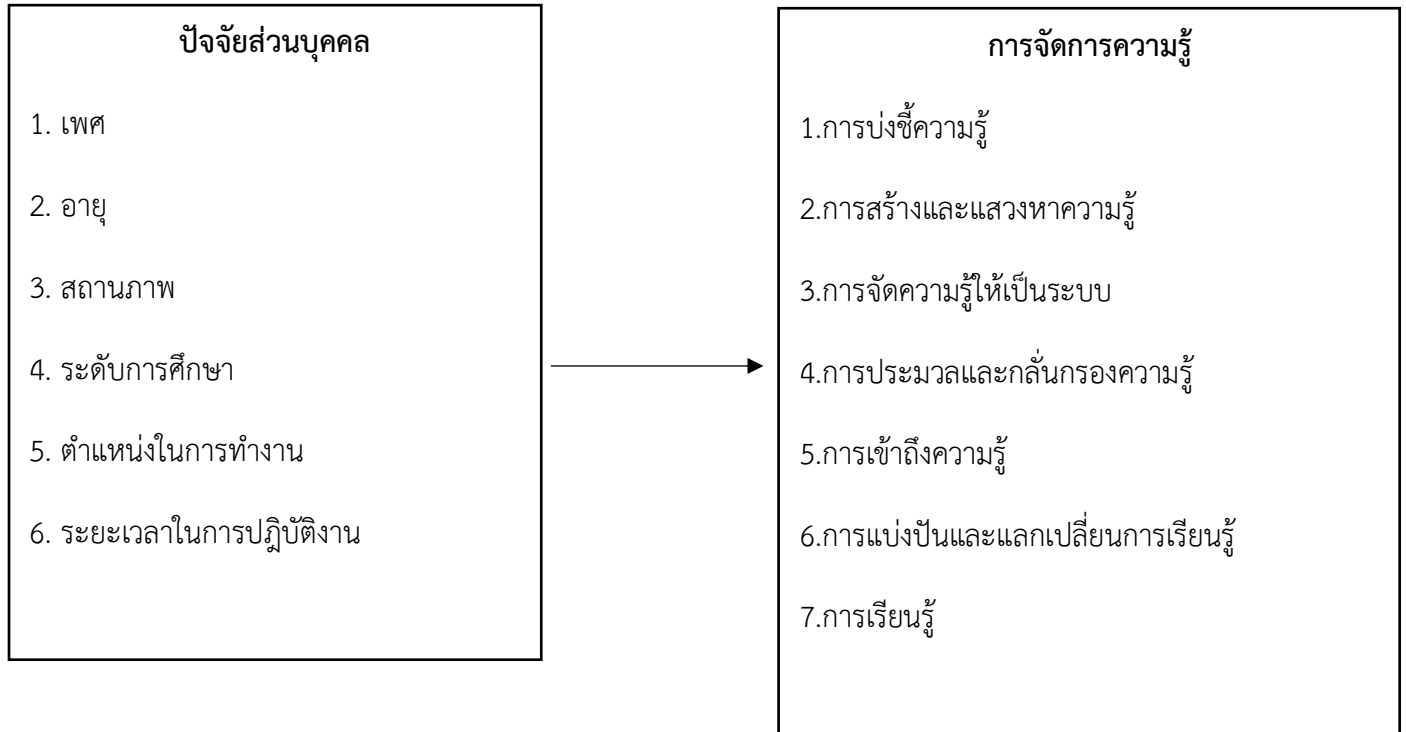 ปัจจัยส่วนบุคคล
1. เพศ
2. อายุ
3. สถานภาพ
4. ระดับการศึกษา
5. ตำแหน่งในการทำงาน
6. ระยะเวลาในการปฎิบัติงาน
การจัดการความรู้
1.การบ่งชี้ความรู้
2.การสร้างและแสวงหาความรู้
3.การจัดความรู้ให้เป็นระบบ
4.การประมวลและกลั่นกรองความรู้
5.การเข้าถึงความรู้
6.การแบ่งปันและแลกเปลี่ยนการเรียนรู้
7.การเรียนรู้